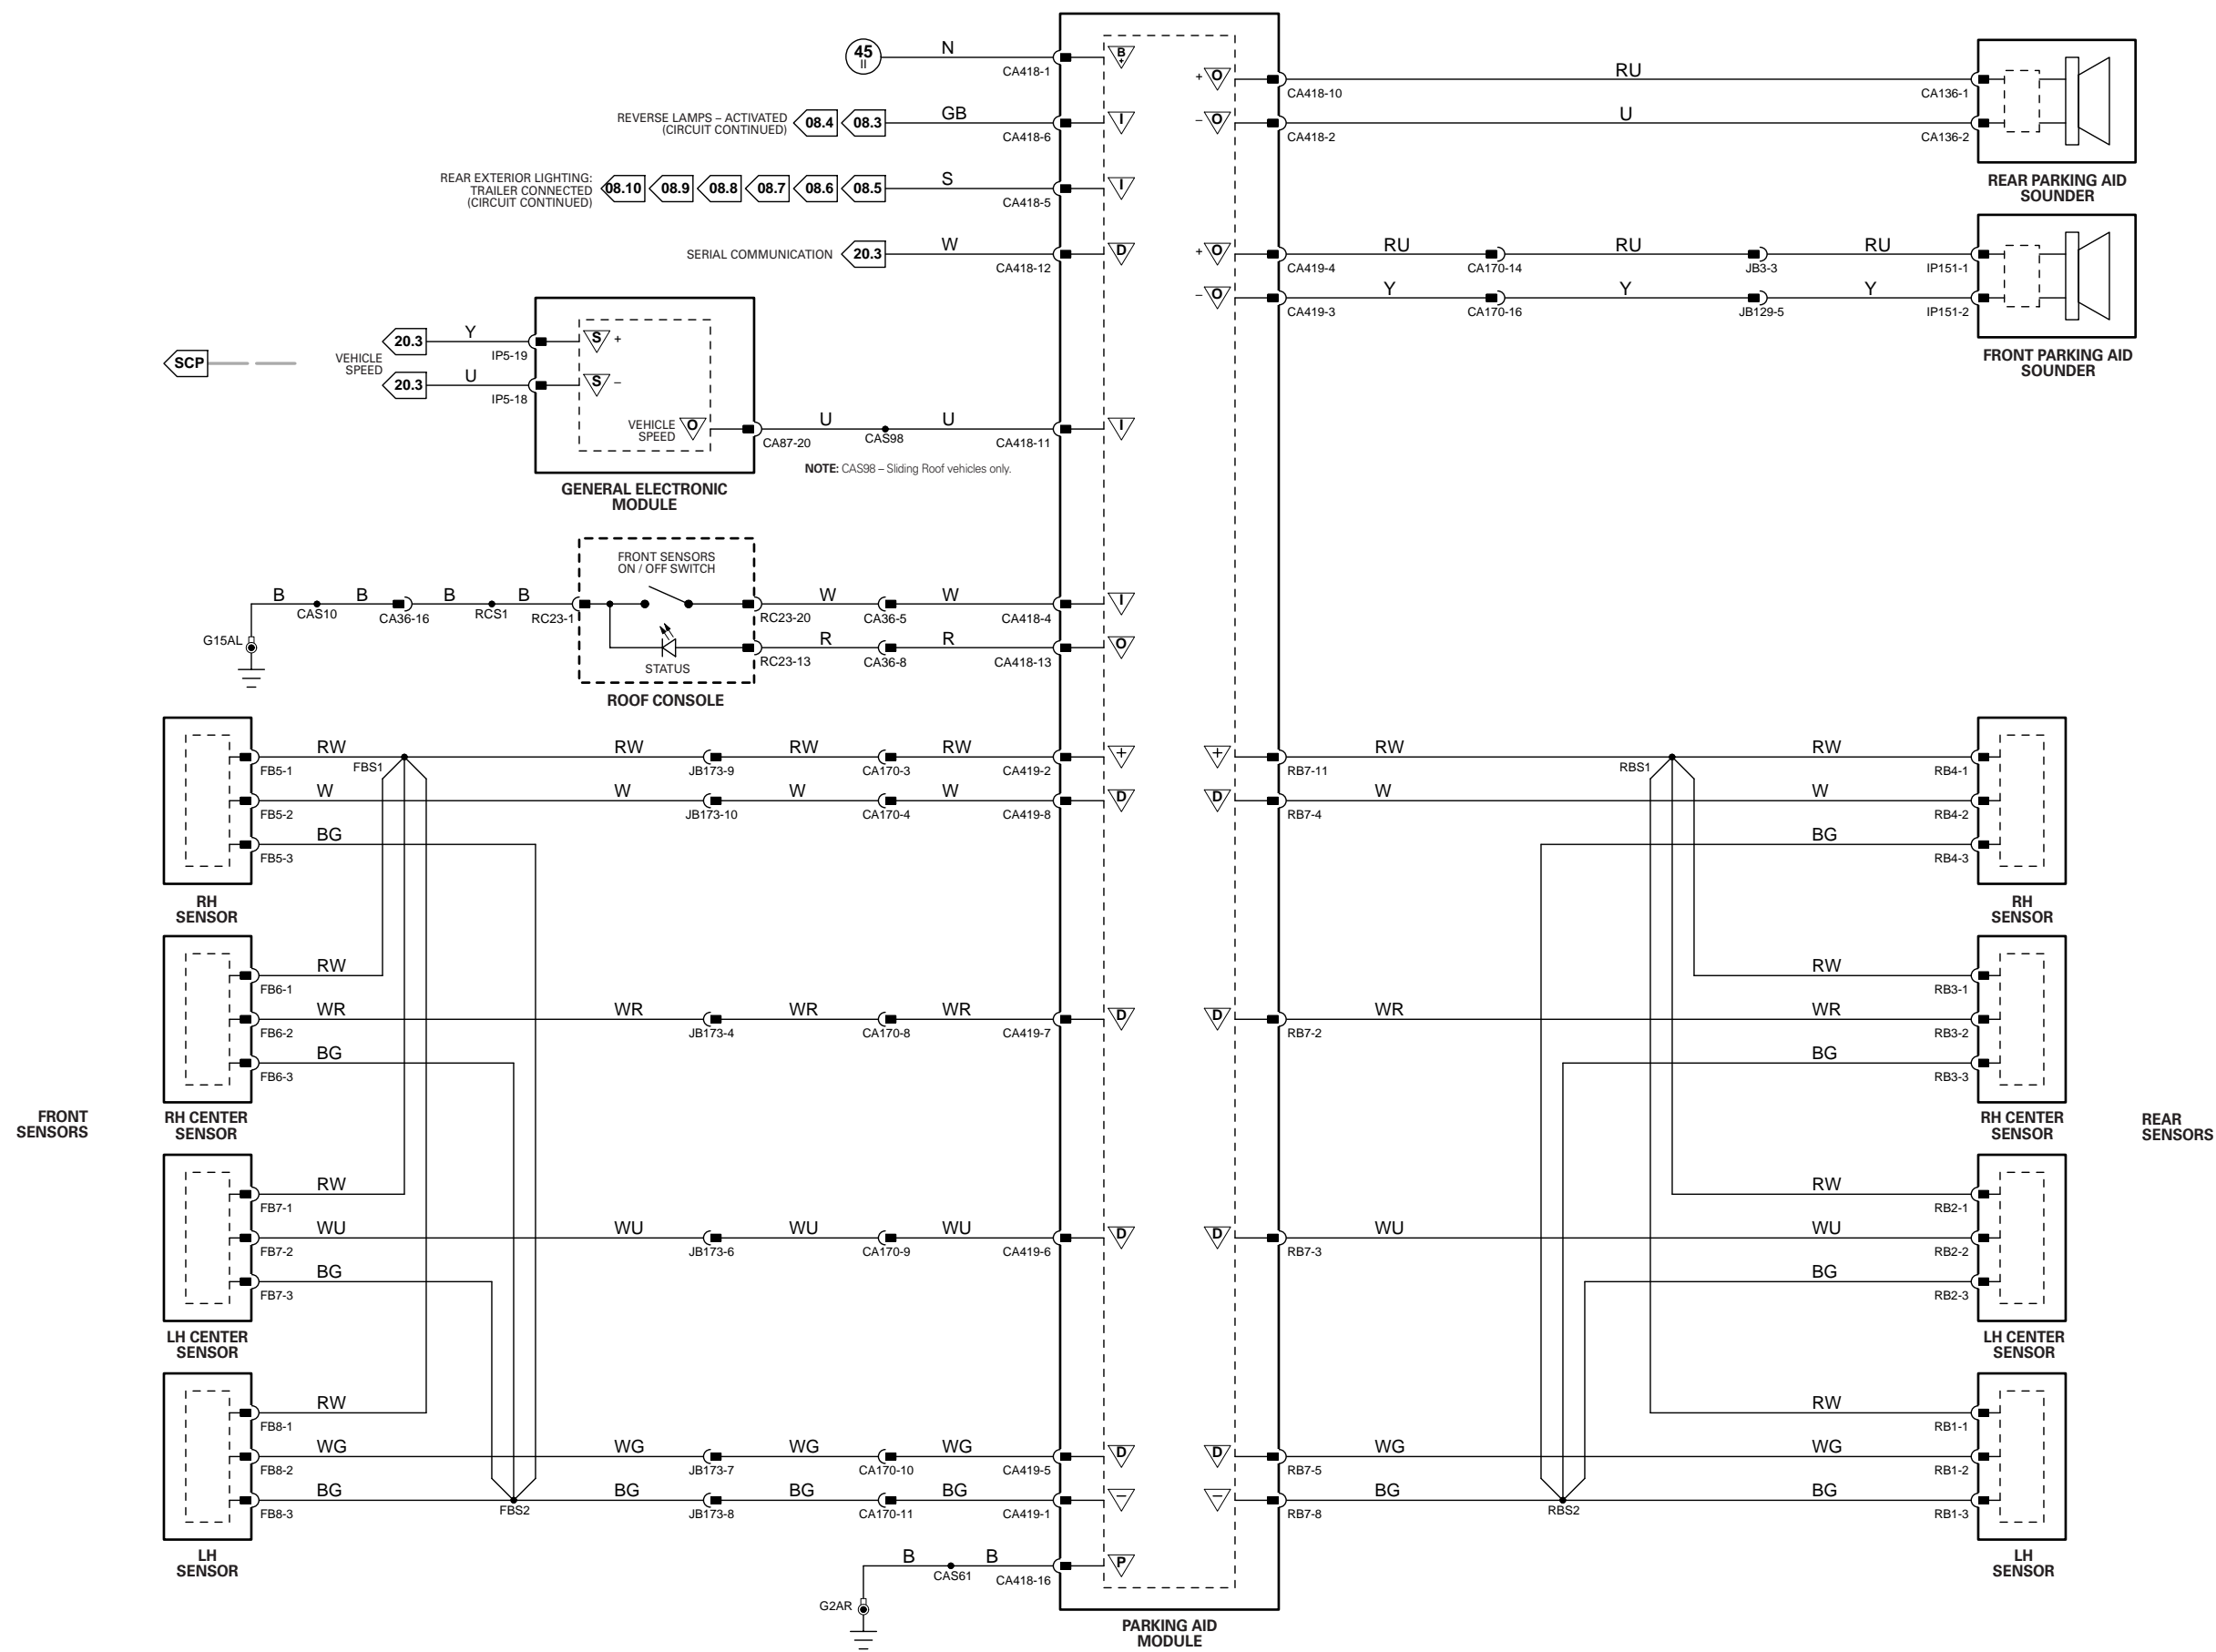 45
II
N
CA418-1
B
+
REVERSE LAMPS – ACTIVATED
(CIRCUIT CONTINUED)
08.4
08.3
GB
CA418-6
I
REAR EXTERIOR LIGHTING:
TRAILER CONNECTED
(CIRCUIT CONTINUED)
08.10
08.9
08.8
08.7
08.6
08.5
S
CA418-5
I
SERIAL COMMUNICATION
20.3
W
CA418-12
D
+ O
CA418-10
RU
CA136-1
– O
CA418-2
U
CA136-2
REAR PARKING AID
SOUNDER
+ O
CA419-4
RU
CA170-14
RU
JB3-3
RU
IP151-1
– O
CA419-3
Y
CA170-16
Y
JB129-5
Y
IP151-2
FRONT PARKING AID
SOUNDER
SCP
VEHICLE
SPEED
20.3
Y
IP5-19
S +
20.3
U
IP5-18
S –
VEHICLE
SPEED
O
CA87-20
U
CAS98
U
CA418-11
I
NOTE: CAS98 – Sliding Roof vehicles only.
GENERAL ELECTRONIC
MODULE
FRONT SENSORS
ON / OFF SWITCH
G15AL
B
CAS10
B
CA36-16
B
RCS1
B
RC23-1
RC23-20
W
CA36-5
W
CA418-4
I
STATUS
RC23-13
R
CA36-8
R
CA418-13
O
ROOF CONSOLE
FB5-1
RW
FBS1
RW
JB173-9
RW
CA170-3
RW
CA419-2
+
FB5-2
W
W
JB173-10
W
CA170-4
W
CA419-8
D
FB5-3
BG
RH
SENSOR
FB6-1
RW
FB6-2
WR
WR
JB173-4
WR
CA170-8
WR
CA419-7
D
FB6-3
BG
RH CENTER
SENSOR
FRONT
SENSORS
FB7-1
RW
FB7-2
WU
WU
JB173-6
WU
CA170-9
WU
CA419-6
D
FB7-3
BG
LH CENTER
SENSOR
FB8-1
RW
FB8-2
WG
WG
JB173-7
WG
CA170-10
WG
CA419-5
D
FB8-3
BG
FBS2
BG
JB173-8
BG
CA170-11
BG
CA419-1
–
LH
SENSOR
G2AR
B
CAS61
B
CA418-16
P
PARKING AID
MODULE
+
RB7-11
RW
RBS1
RW
RB4-1
D
RB7-4
W
W
RB4-2
BG
RB4-3
RH
SENSOR
RW
RB3-1
D
RB7-2
WR
WR
RB3-2
BG
RB3-3
RH CENTER
SENSOR
REAR
SENSORS
RW
RB2-1
D
RB7-3
WU
WU
RB2-2
BG
RB2-3
LH CENTER
SENSOR
RW
RB1-1
D
RB7-5
WG
WG
RB1-2
–
RB7-8
BG
RBS2
BG
RB1-3
LH
SENSOR